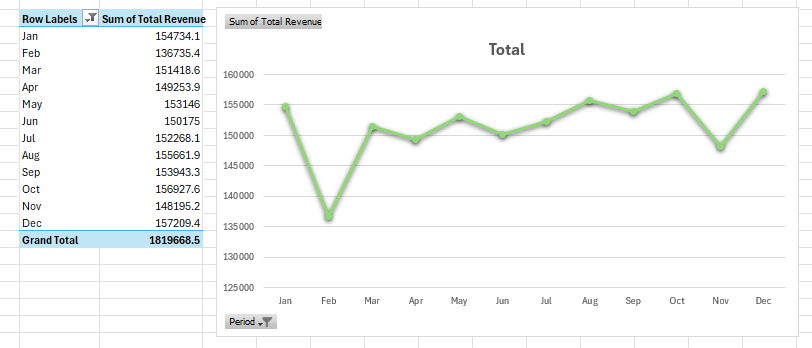 Row Labels Sum of Total Revenue
Jan 154734.1
Feb 136735.4
Mar 151418.6
Apr 149253.9
May 153146
Jun 150175
Jul 152268.1
Aug 155661.9
Sep 153943.3
Oct 156927.6
Nov 148195.2
Dec 157209.4
Grand Total 1819668.5
Sum of Total Revenue
Total
160000
155000
150000
145000
140000
135000
130000
125000
Jan Feb Mar Apr May Jun Jul Aug Sep Oct Nov Dec
Period